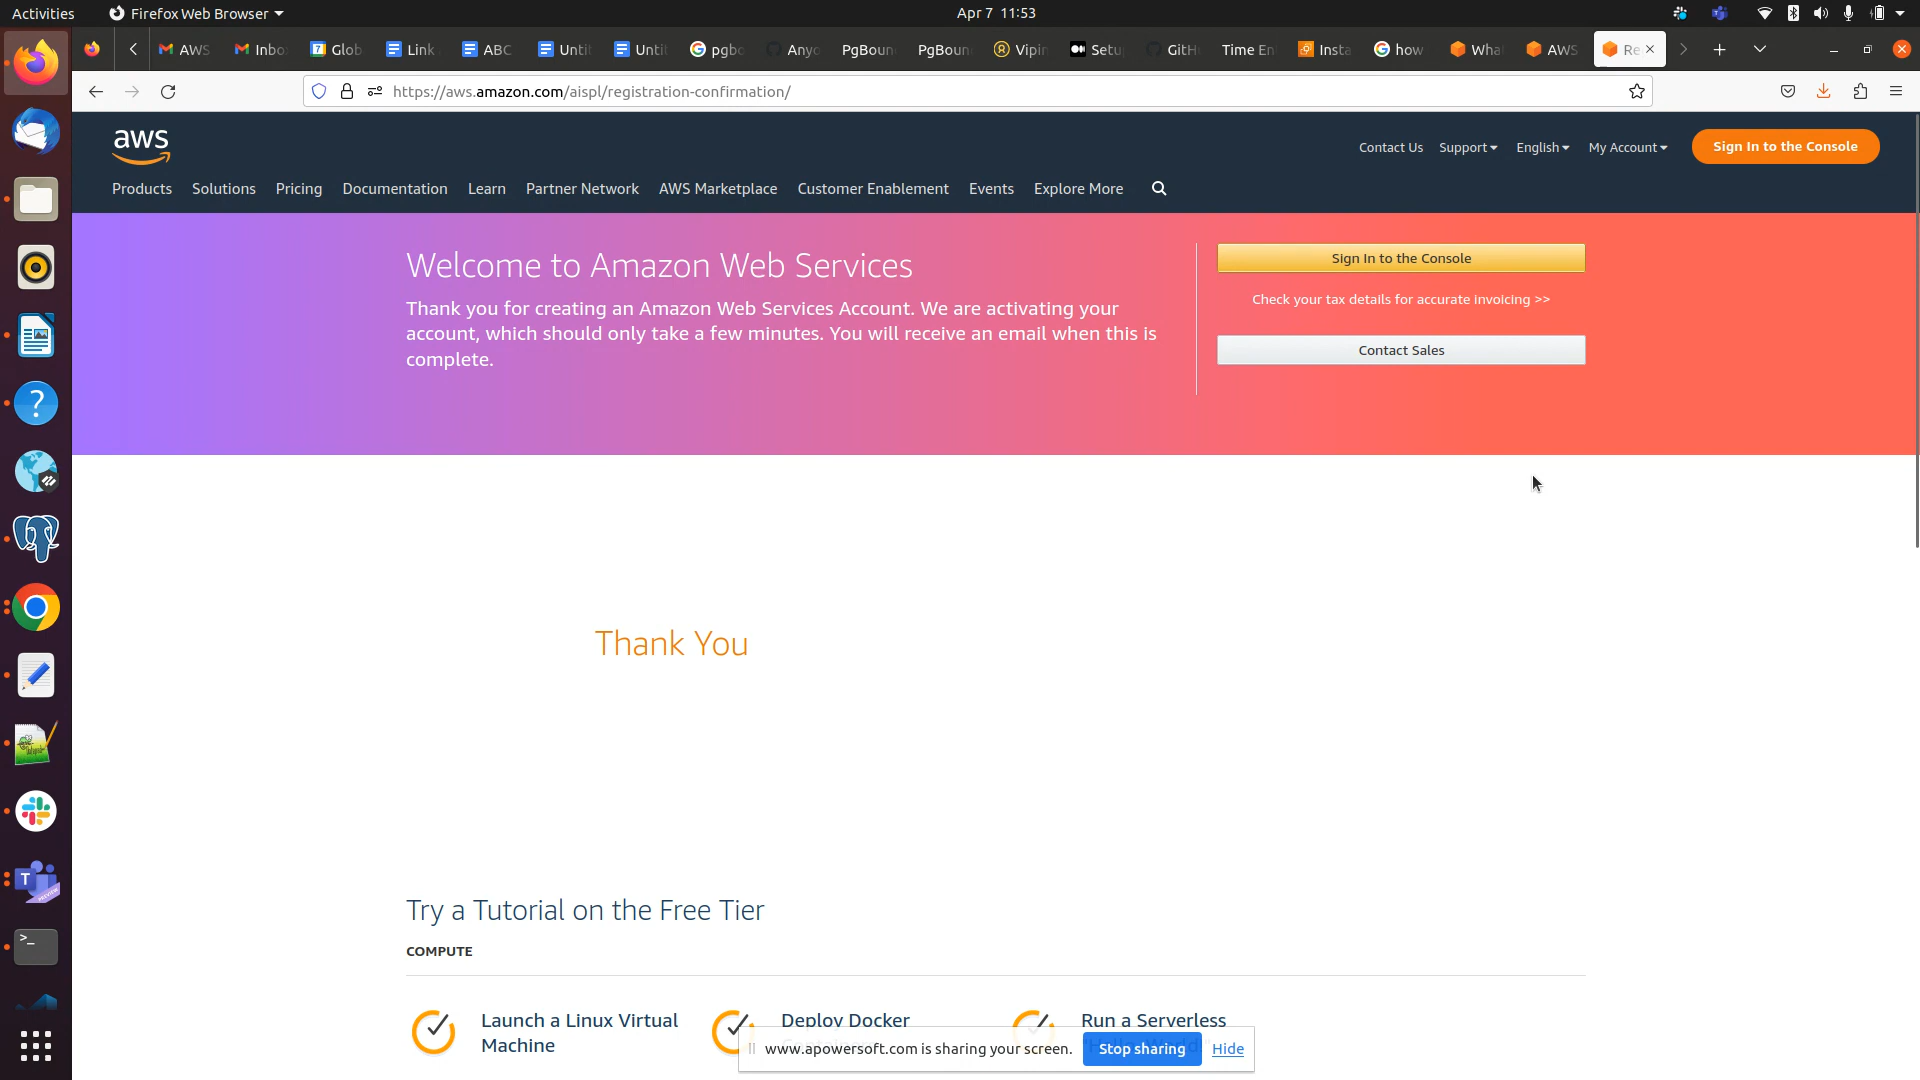 Activities Firefox Web Browser Apr 7 11:53
AWS Inbo Glob Link ABC Unti Unti pgbo Anyo PgBoun PgBoun Vipin Setu GitH Time En Insta how Wha AWS Re
https://aws.amazon.com/aispl/registration-confirmation/
aws
Contact Us Support English My Account Sign In to the Console
Products Solutions Pricing Documentation Learn Partner Network AWS Marketplace Customer Enablement Events Explore More
Welcome to Amazon Web Services
Thank you for creating an Amazon Web Services Account. We are activating your
account, which should only take a few minutes. You will receive an email when this is
complete.
Sign In to the Console
Check your tax details for accurate invoicing >>
Contact Sales
Thank You
Try a Tutorial on the Free Tier
COMPUTE
Launch a Linux Virtual
Machine
Deploy Docker
Run a Serverless
www.apowersoft.com is sharing your screen. Stop sharing Hide